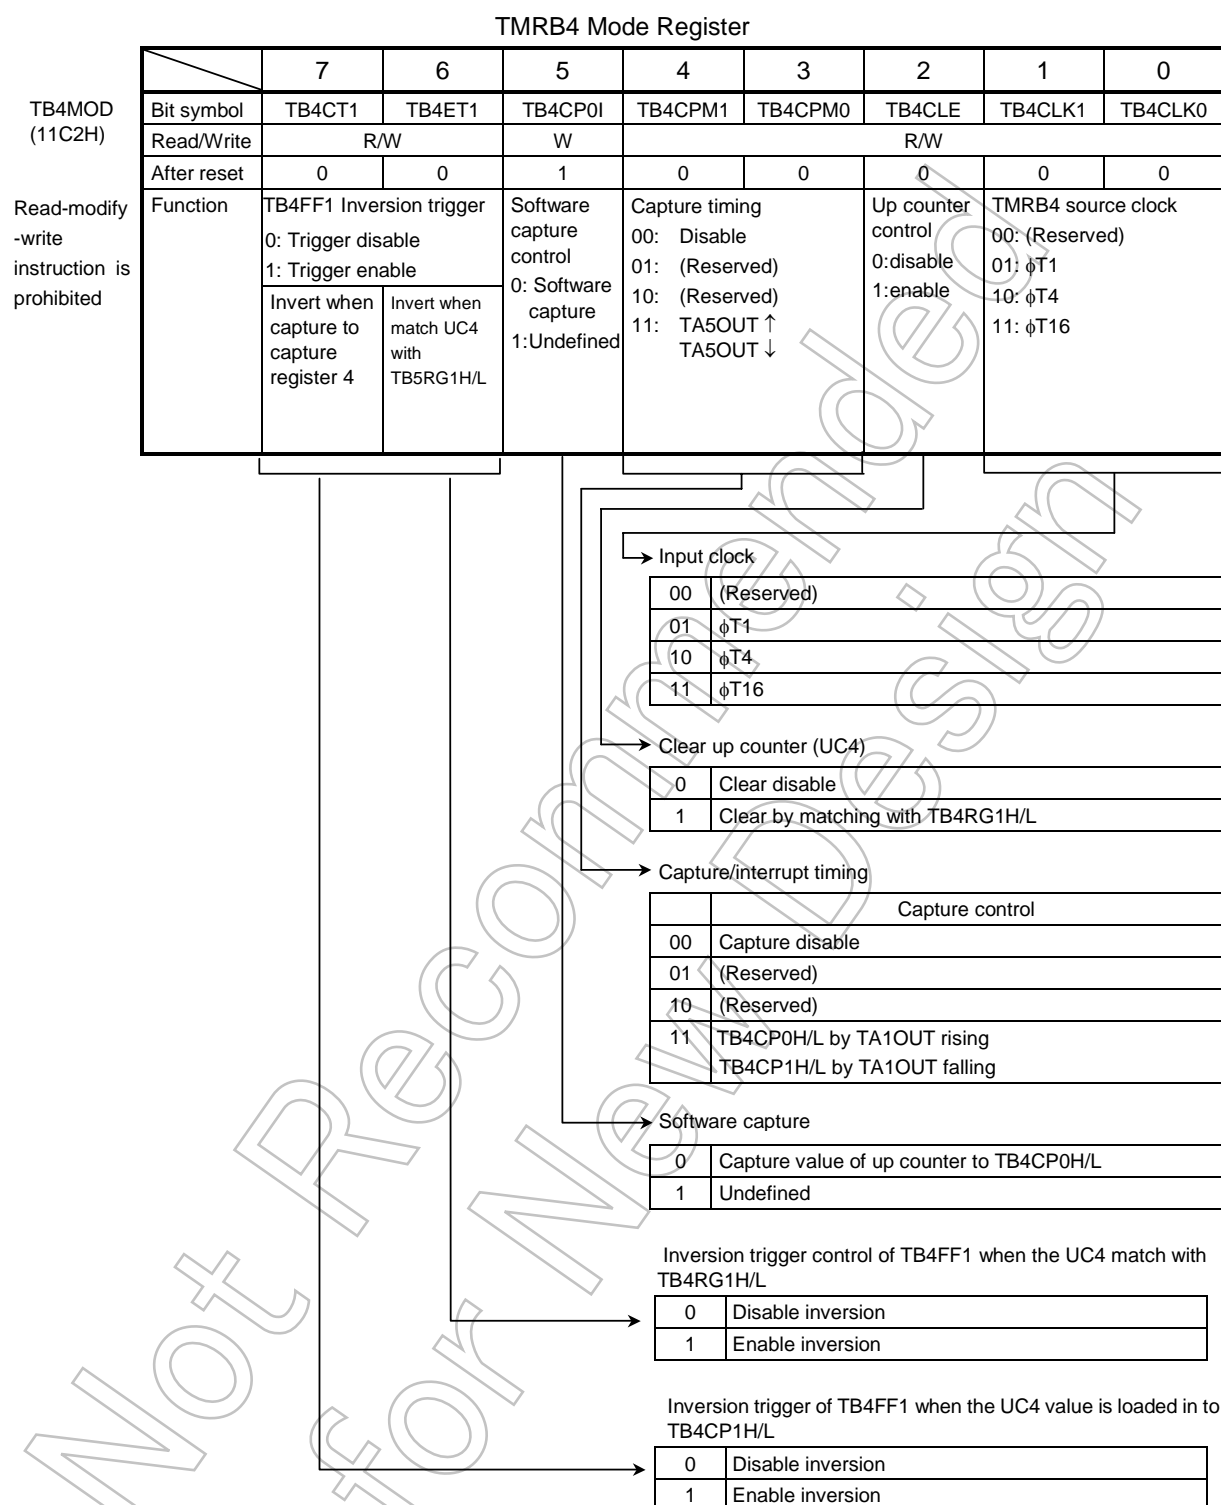 TMRB4 Mode Register
7 6 5 4 3 2 1 0
TB4MOD
(11C2H)
Bit symbol TB4CT1 TB4ET1 TB4CP0I TB4CPM1 TB4CPM0 TB4CLE TB4CLK1 TB4CLK0
Read/Write R/W W R/W
After reset 0 0 1 0 0 0 0 0
Read-modify
-write
instruction is
prohibited
Function
TB4FF1 Inversion trigger
0: Trigger disable
1: Trigger enable
Invert when
capture to
capture
register 4
Invert when
match UC4
with
TB5RG1H/L
Software
capture
control
0: Software
capture
1:Undefined
Capture timing
00: Disable
01: (Reserved)
10: (Reserved)
11: TA5OUT ↑
TA5OUT ↓
Up counter
control
0:disable
1:enable
TMRB4 source clock
00: (Reserved)
01: ϕT1
10: ϕT4
11: ϕT16
Input clock
00 (Reserved)
01 ϕT1
10 ϕT4
11 ϕT16
Clear up counter (UC4)
0 Clear disable
1 Clear by matching with TB4RG1H/L
Capture/interrupt timing
Capture control
00 Capture disable
01 (Reserved)
10 (Reserved)
11 TB4CP0H/L by TA1OUT rising
TB4CP1H/L by TA1OUT falling
Software capture
0 Capture value of up counter to TB4CP0H/L
1 Undefined
Inversion trigger control of TB4FF1 when the UC4 match with
TB4RG1H/L
0 Disable inversion
1 Enable inversion
Inversion trigger of TB4FF1 when the UC4 value is loaded in to
TB4CP1H/L
0 Disable inversion
1 Enable inversion
Not Recommended
for New Design